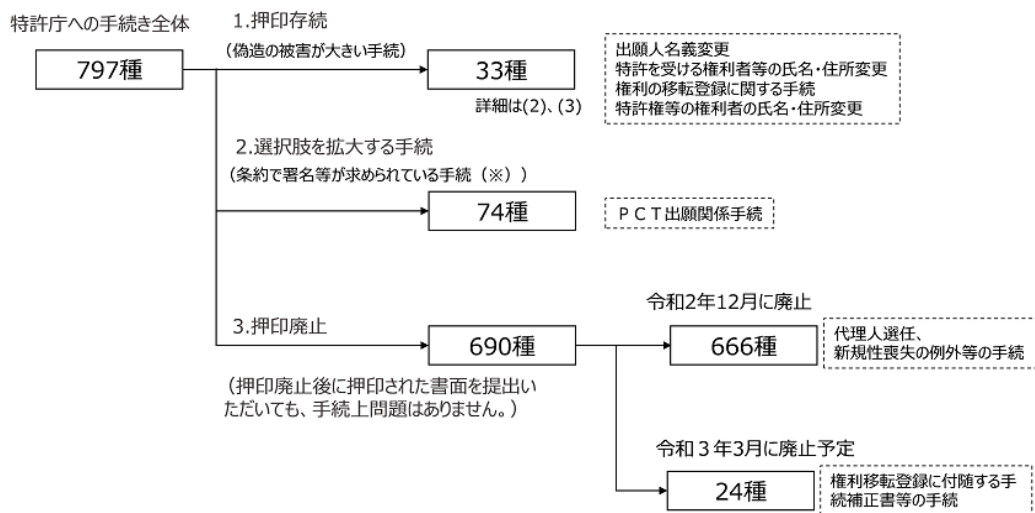 特許庁への手続き全体
797種
1.押印存続
(偽造の被害が大きい手続)
33種
詳細は(2)、(3)
出願人名義変更
特許を受ける権利者等の氏名・住所変更
権利の移転登録に関する手続
特許権等の権利者の氏名・住所変更
2.選択肢を拡大する手続
(条約で署名等が求められている手続(※))
74種
PCT出願関係手続
3.押印廃止
690種
(押印廃止後に押印された書面を提出い
ただいても、手続上問題はありません。)
令和2年12月に廃止
666種
代理人選任、
新規性喪失の例外等の手続
令和3年3月に廃止予定
24種
権利移転登録に付随する手
続補正書等の手続